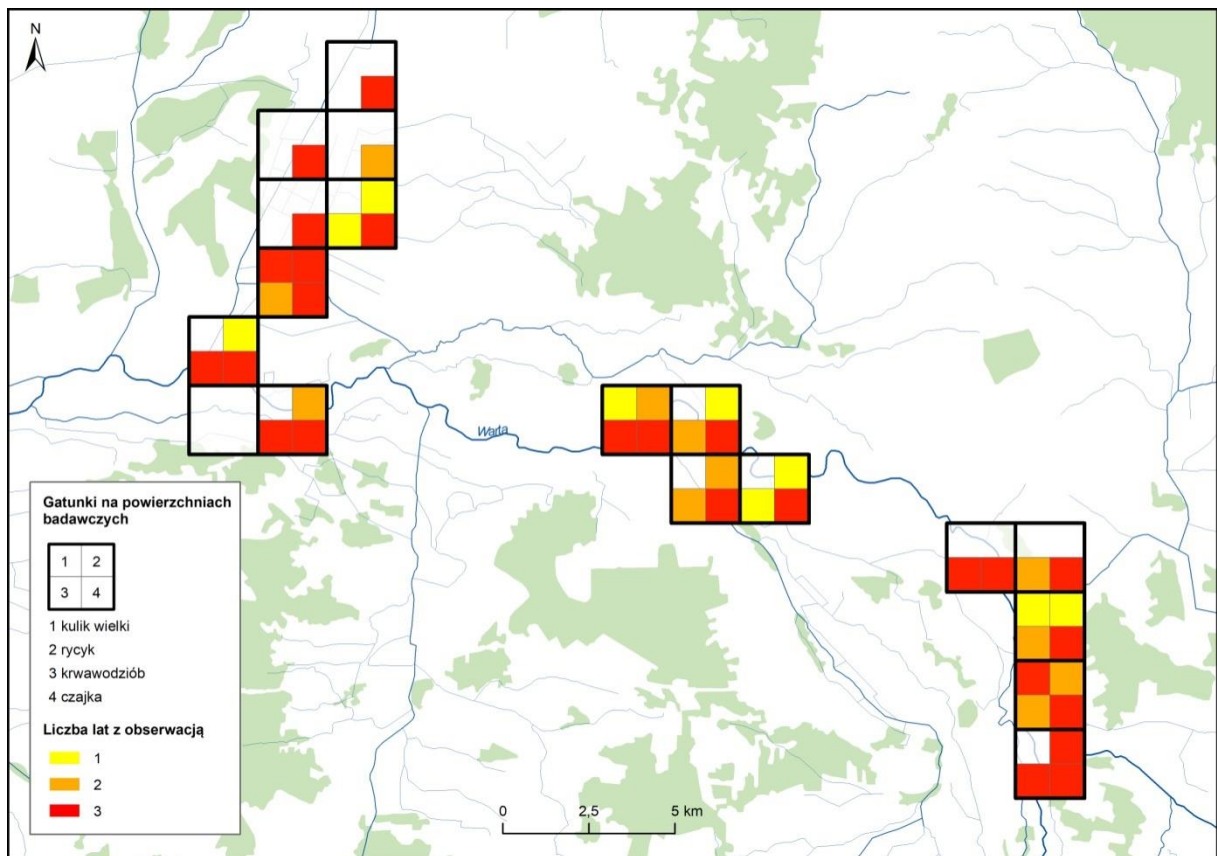 N
Warta
Gatunki na powierzchniach
badawczych
1 2
3 4
1 kulik wielki
2 rycyk
3 krwawodziób
4 czajka
Liczba lat z obserwacją
1
2
3
0 2,5 5 km